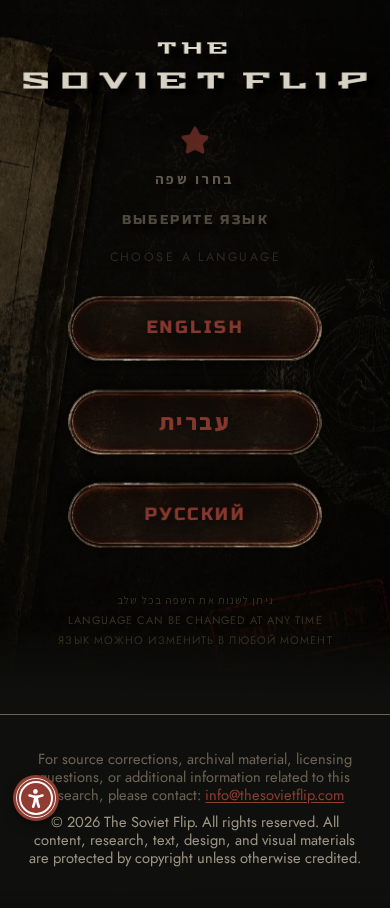 THE
SOVIET FLIP
בחרו שפה
ВЫБЕРИТЕ ЯЗЫК
CHOOSE A LANGUAGE
ENGLISH
עברית
РУССКИЙ
ניתן לשנות את השפה בכל שלב
LANGUAGE CAN BE CHANGED AT ANY TIME
ЯЗЫК МОЖНО ИЗМЕНИТЬ В ЛЮБОЙ МОМЕНТ
For source corrections, archival material, licensing
questions, or additional information related to this
research, please contact: info@thesovietflip.com
© 2026 The Soviet Flip. All rights reserved. All
content, research, text, design, and visual materials
are protected by copyright unless otherwise credited.